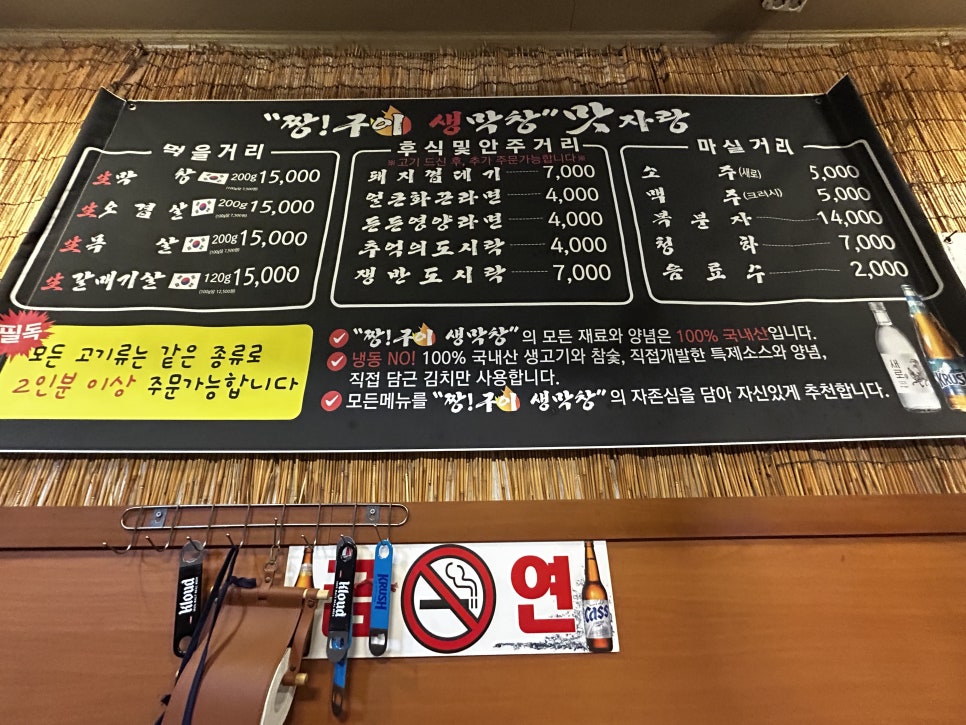 "짱! 구이 생막창" 맛 자랑
먹을거리
生막창 200g 15,000
生오겹살 200g 15,000
生목살 200g 15,000
生갈매기살 120g 15,000
후식및안주거리
※고기 드신 후, 추가 주문가능합니다※
돼지껍데기 7,000
얼큰화끈라면 4,000
든든영양라면 4,000
추억의도시락 4,000
쟁반도시락 7,000
마실거리
소주(새로) 5,000
맥주(크러시) 5,000
복분자 14,000
청하 7,000
음료수 2,000
필독
모든 고기류는 같은 종류로
2인분 이상 주문가능합니다
"짱! 구이 생막창"의 모든 재료와 양념은 100% 국내산입니다.
냉동 NO! 100% 국내산 생고기와 참숯, 직접개발한 특제소스와 양념,
직접 담근 김치만 사용합니다.
모든메뉴를 "짱! 구이 생막창"의 자존심을 담아 자신있게 추천합니다.
새로
KRUSH
Kloud
Kloud
KRUSH
연
Cass